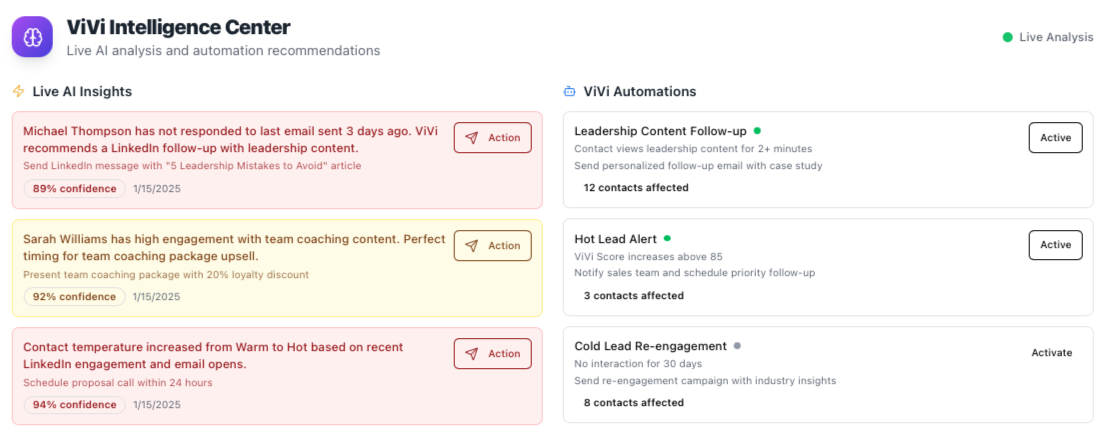 ViVi Intelligence Center
Live AI analysis and automation recommendations
Live Analysis
Live AI Insights
Michael Thompson has not responded to last email sent 3 days ago. ViVi
recommends a LinkedIn follow-up with leadership content.
Send LinkedIn message with "5 Leadership Mistakes to Avoid" article
89% confidence 1/15/2025
Action
Sarah Williams has high engagement with team coaching content. Perfect
timing for team coaching package upsell.
Present team coaching package with 20% loyalty discount
92% confidence 1/15/2025
Action
Contact temperature increased from Warm to Hot based on recent
LinkedIn engagement and email opens.
Schedule proposal call within 24 hours
94% confidence 1/15/2025
Action
ViVi Automations
Leadership Content Follow-up
Contact views leadership content for 2+ minutes
Send personalized follow-up email with case study
12 contacts affected
Active
Hot Lead Alert
ViVi Score increases above 85
Notify sales team and schedule priority follow-up
3 contacts affected
Active
Cold Lead Re-engagement
No interaction for 30 days
Send re-engagement campaign with industry insights
8 contacts affected
Activate